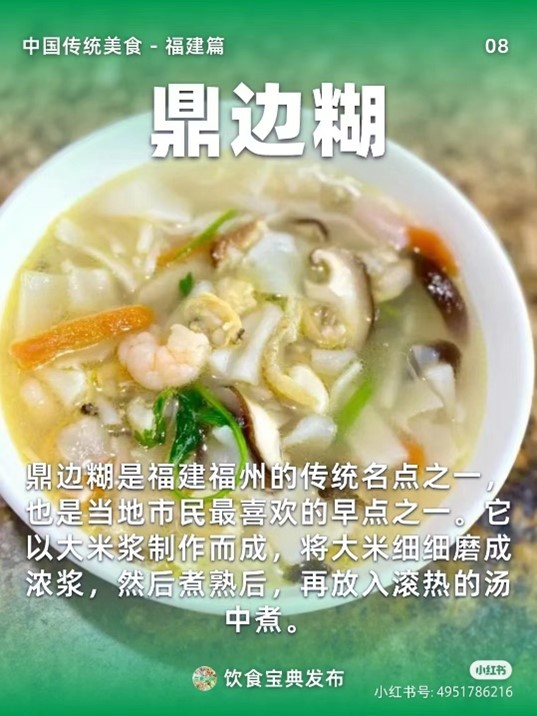 中国传统美食 - 福建篇
08
鼎边糊
鼎边糊是福建福州的传统名点之一，
也是当地市民最喜欢的早点之一。它
以大米浆制作而成，将大米细细磨成
浓浆，然后煮熟后，再放入滚热的汤
中煮。
饮食宝典发布
小红书
小红书号: 4951786216